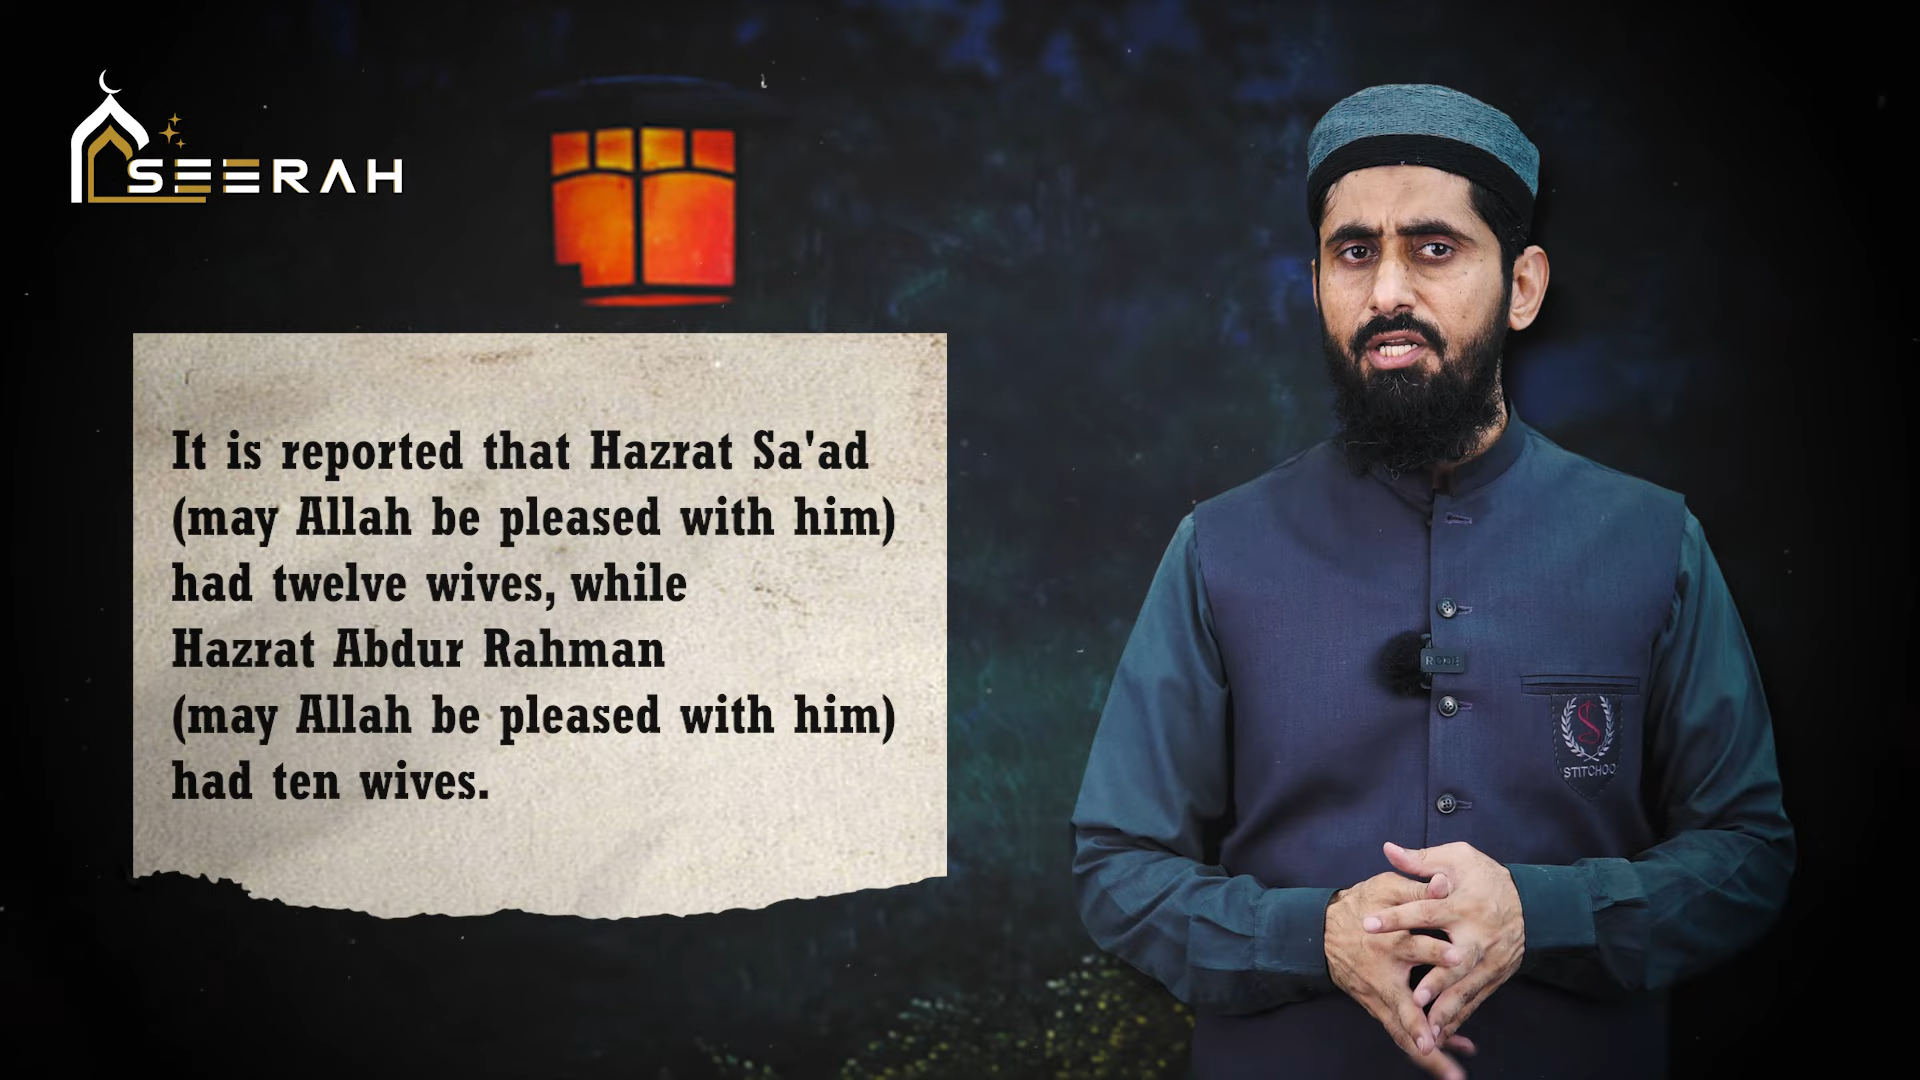 SEERAH
It is reported that Hazrat Sa'ad
(may Allah be pleased with him)
had twelve wives, while
Hazrat Abdur Rahman
(may Allah be pleased with him)
had ten wives.
RODE
S
STITCHOO